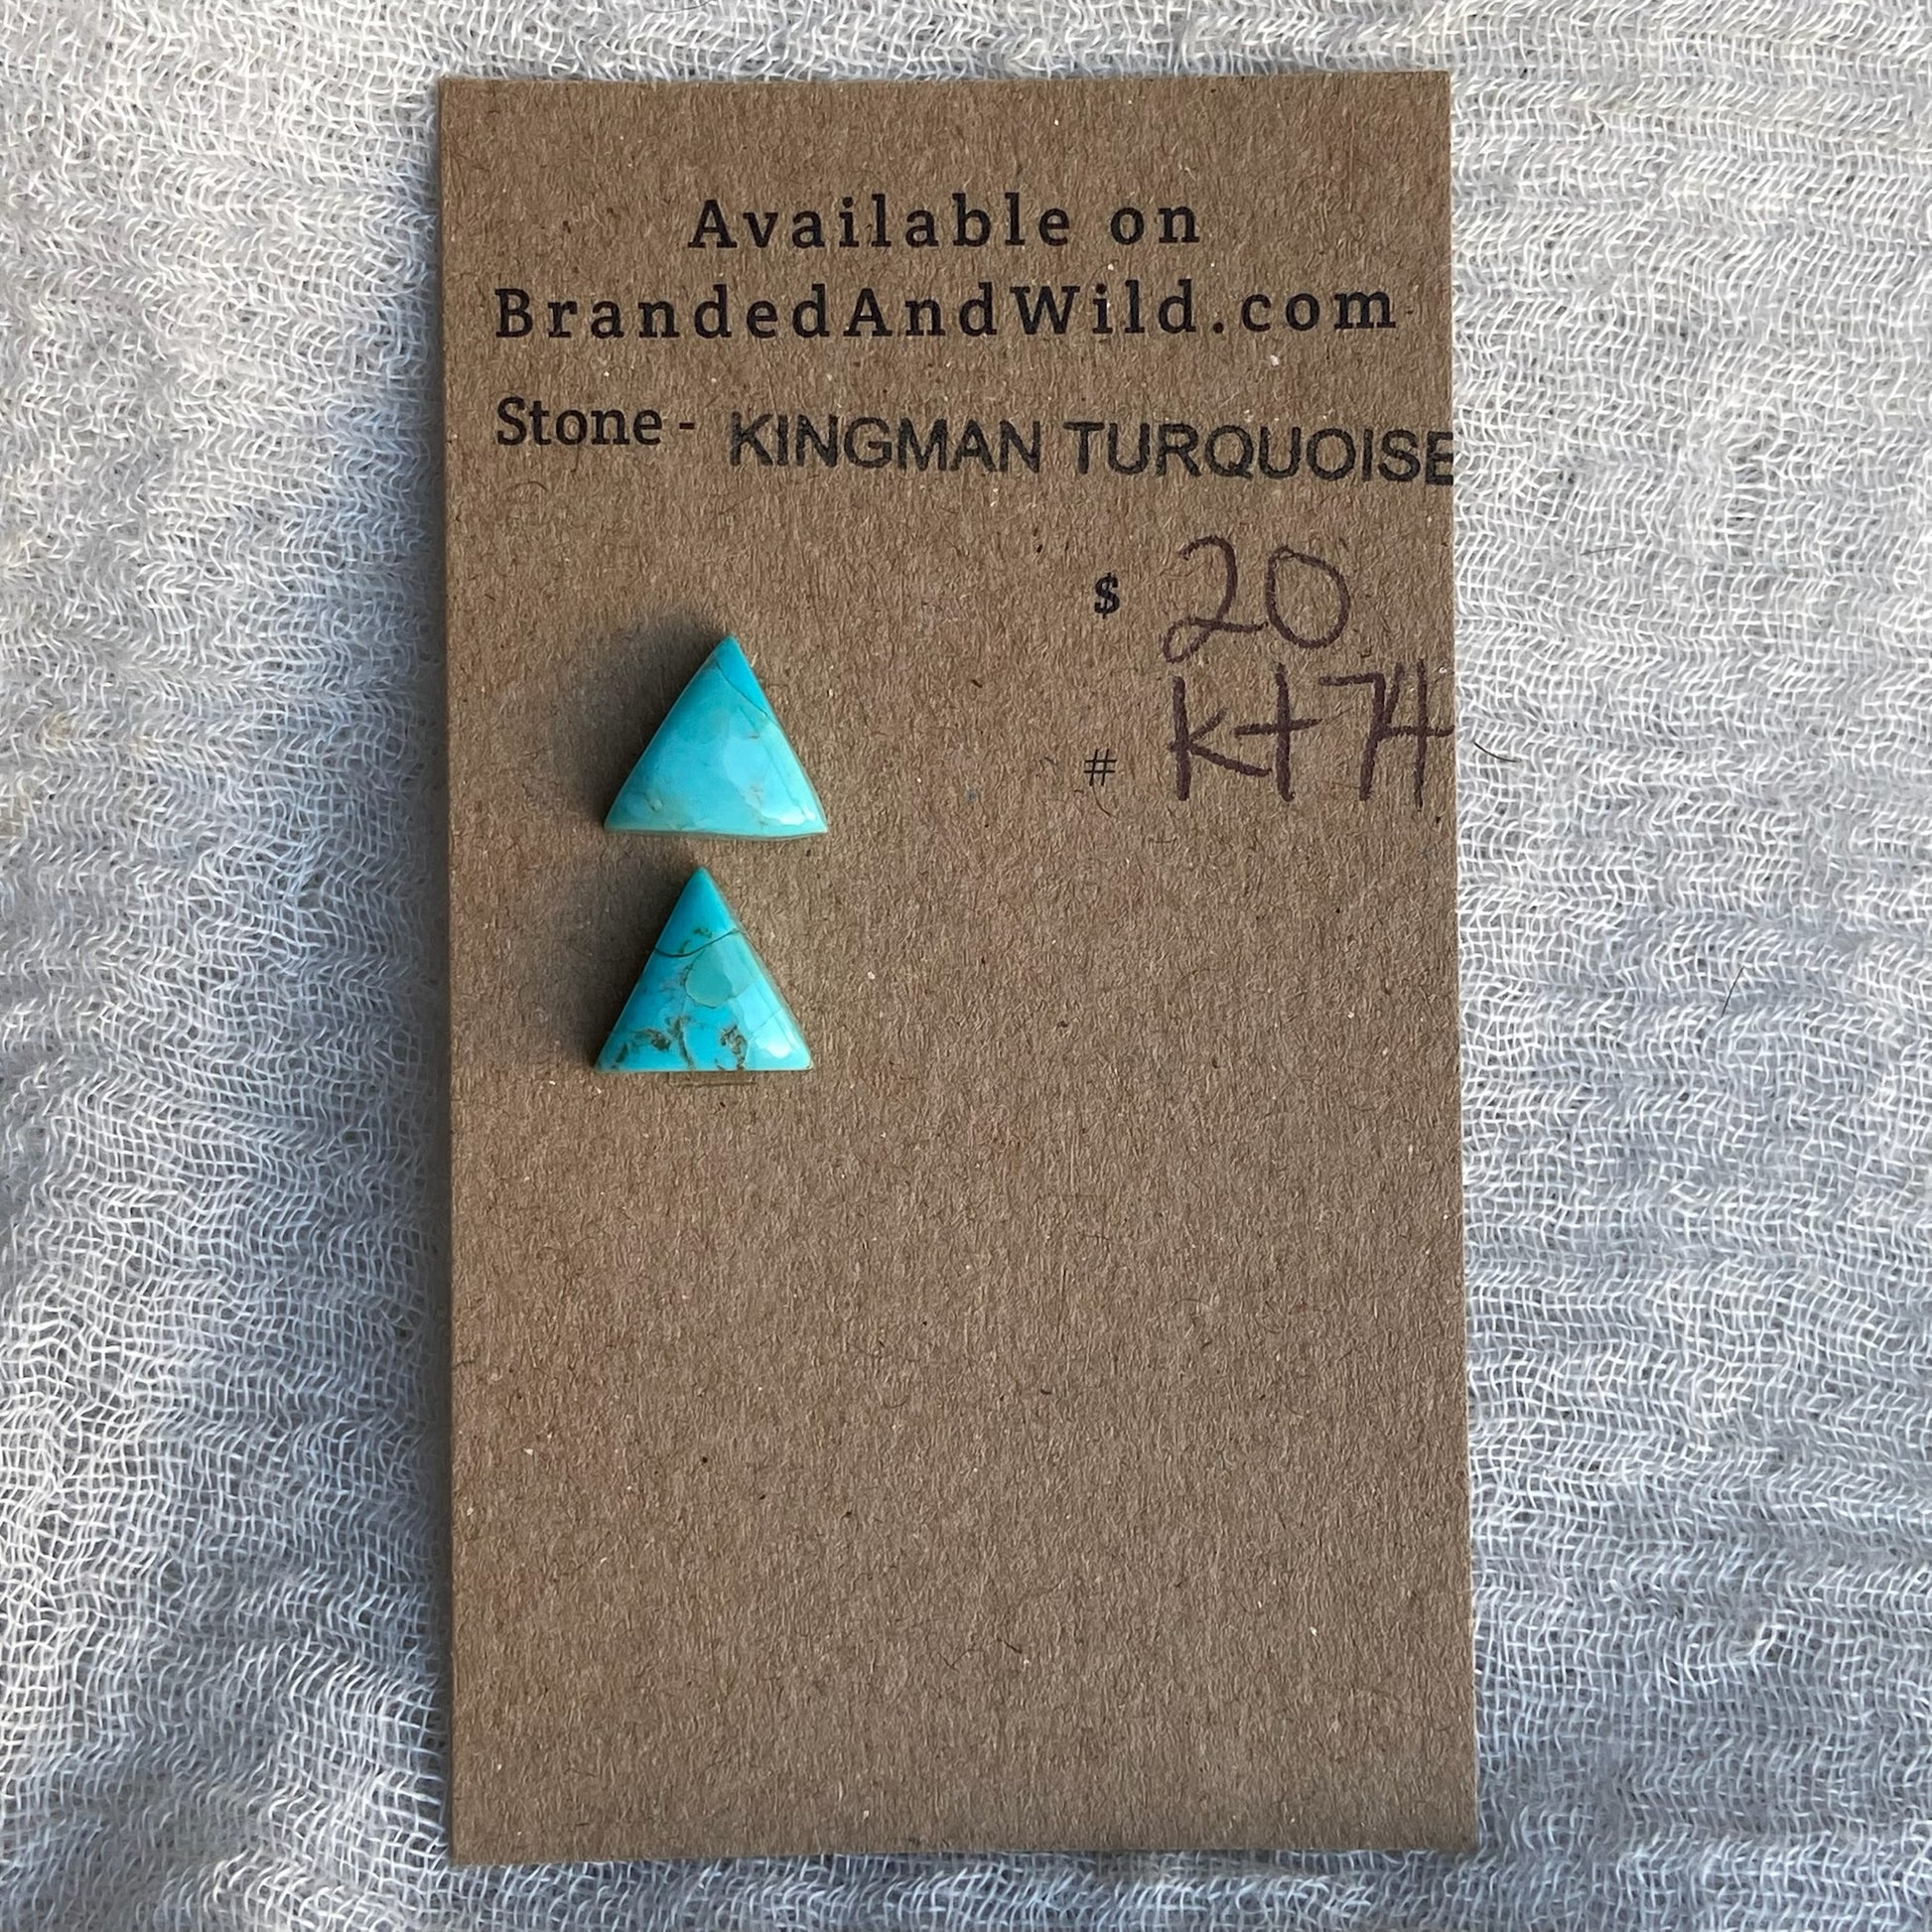 Available on
BrandedAndWild.com
Stone - KINGMAN TURQUOISE
$ 20
# Kt74